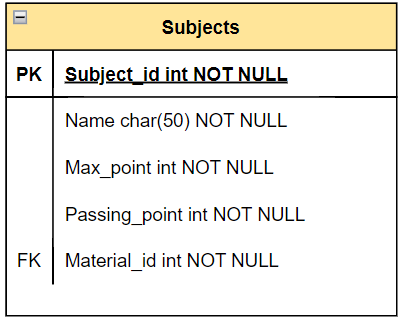 Subjects
PK Subject_id int NOT NULL
Name char(50) NOT NULL
Max_point int NOT NULL
Passing_point int NOT NULL
FK Material_id int NOT NULL